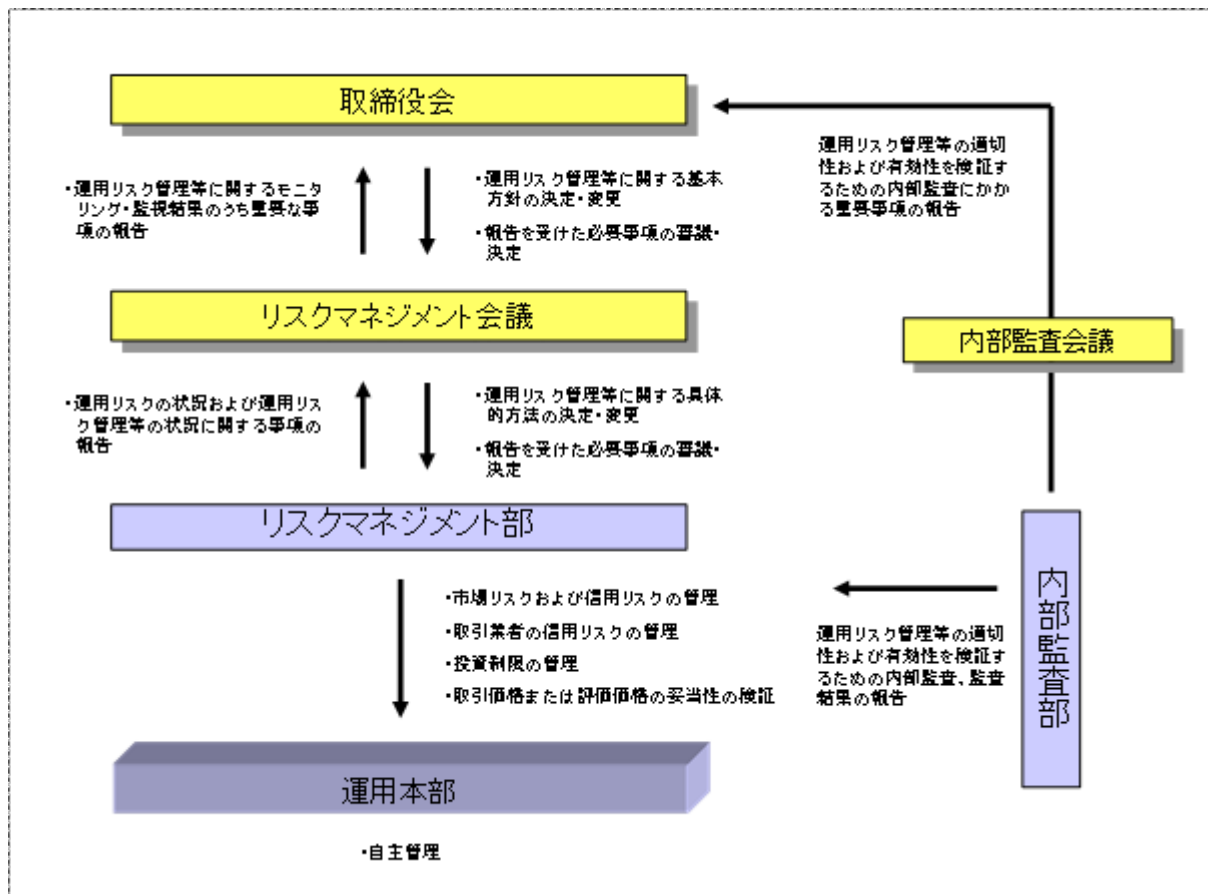 取締役会
・運用リスク管理等に関するモニ
タリング・監視結果のうち重要な事
項の報告
・運用リスク管理等に関する基本
方針の決定・変更
・報告を受けた必要事項の審議・
決定
運用リスク管理等の適切
性および有効性を検証す
るための内部監査にかか
る重要事項の報告
リスクマネジメント会議
内部監査会議
・運用リスクの状況および運用リス
ク管理等の状況に関する事項の
報告
・運用リスク管理等に関する具体
的方法の決定・変更
・報告を受けた必要事項の審議・
決定
リスクマネジメント部
内部監査部
・市場リスクおよび信用リスクの管理
・取引業者の信用リスクの管理
・投資制限の管理
・取引価格または評価価格の妥当性の検証
運用リスク管理等の適切
性および有効性を検証す
るための内部監査、監査
結果の報告
運用本部
・自主管理